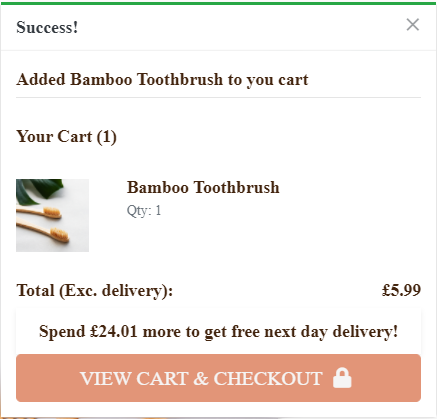 Success!
Added Bamboo Toothbrush to you cart
Your Cart (1)
Bamboo Toothbrush
Qty: 1
Total (Exc. delivery): £5.99
Spend £24.01 more to get free next day delivery!
VIEW CART & CHECKOUT